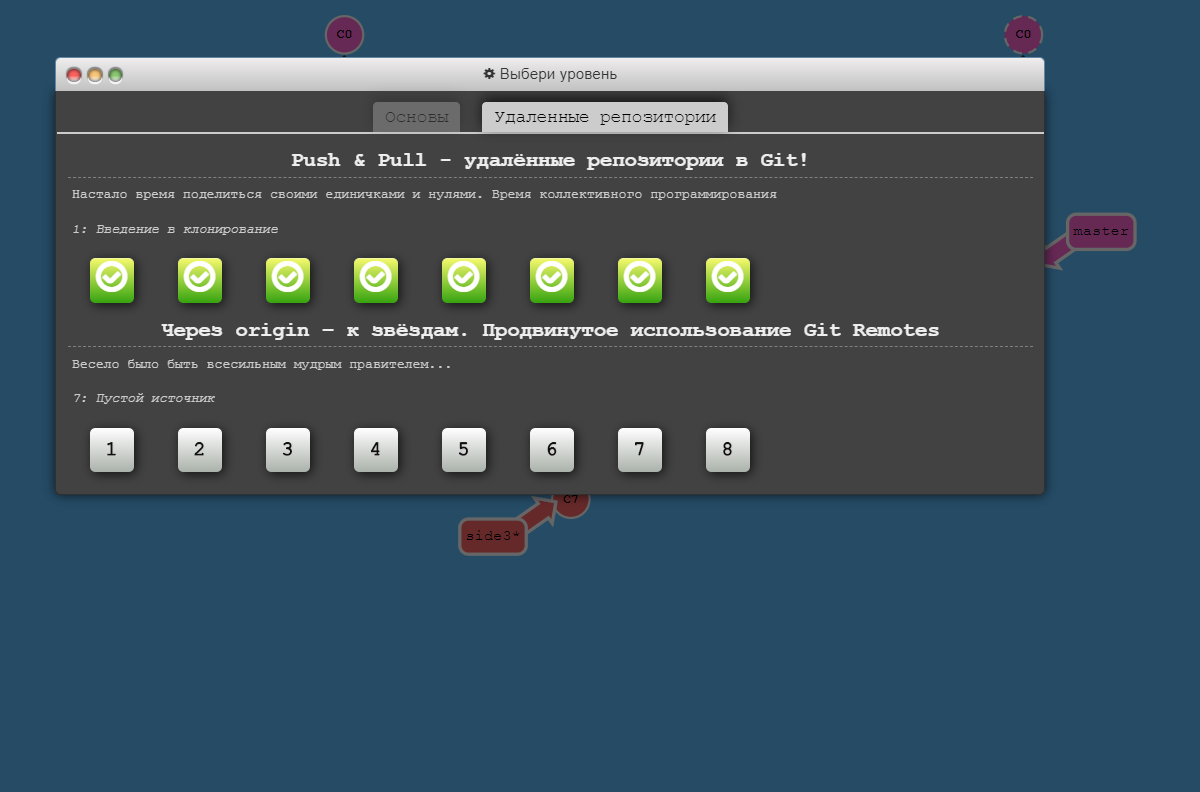 C0
C0
Выбери уровень
Основы
Удаленные репозитории
Push & Pull - удалённые репозитории в Git!
Настало время поделиться своими единичками и нулями. Время коллективного программирования
master
1: Введение в клонирование
Через origin – к звёздам. Продвинутое использование Git Remotes
Весело было быть всесильным мудрым правителем...
7: Пустой источник
1 2 3 4 5 6 7 8
C7
side3*